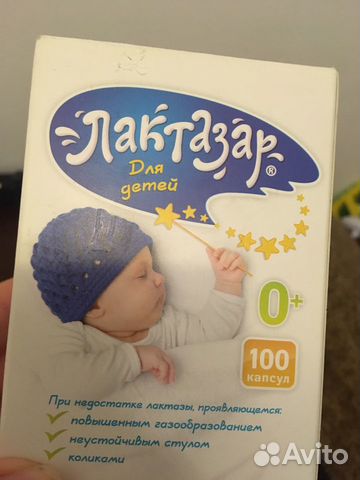 Лактазар®
Для
детей
0+
100
капсул
При недостатке лактазы, проявляющемся:
повышенным газообразованием
неустойчивым стулом
коликами
Avito